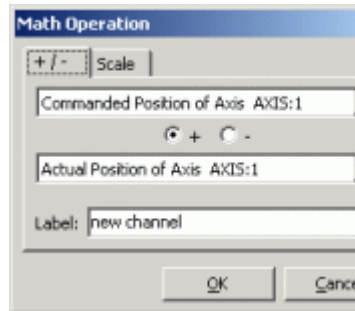 Math Operation
+ / - Scale
Commanded Position of Axis AXIS:1
+ -
Actual Position of Axis AXIS:1
Label: new channel
OK Cance